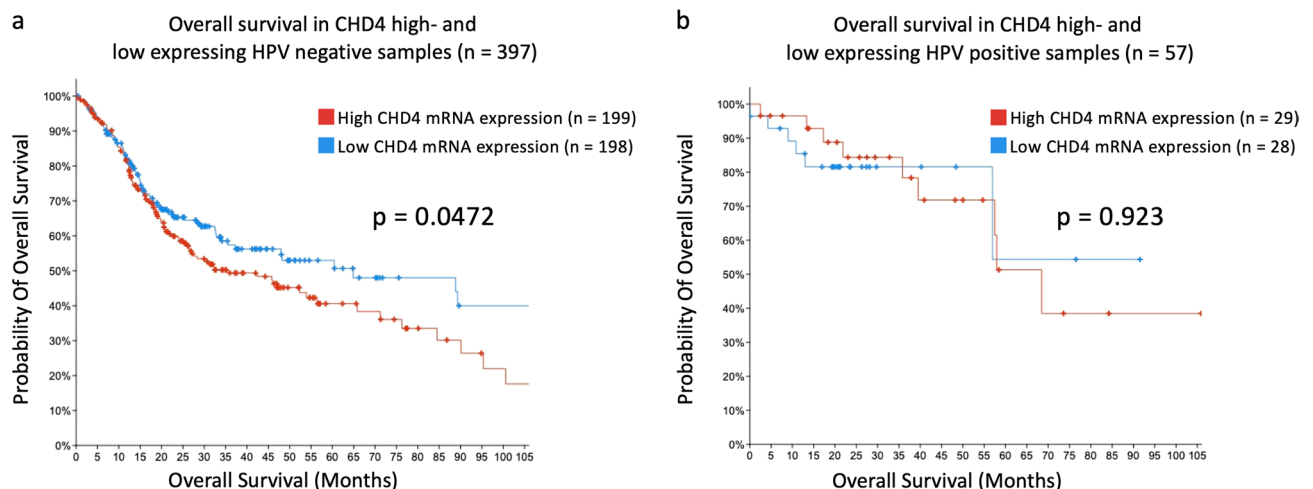 a
Overall survival in CHD4 high- and
low expressing HPV negative samples (n = 397)
Probability Of Overall Survival
100%
90%
80%
70%
60%
50%
40%
30%
20%
10%
0%
High CHD4 mRNA expression (n = 199)
Low CHD4 mRNA expression (n = 198)
p = 0.0472
0 5 10 15 20 25 30 35 40 45 50 55 60 65 70 75 80 85 90 95 100 105
Overall Survival (Months)
b
Overall survival in CHD4 high- and
low expressing HPV positive samples (n = 57)
Probability Of Overall Survival
100%
90%
80%
70%
60%
50%
40%
30%
20%
10%
0%
High CHD4 mRNA expression (n = 29)
Low CHD4 mRNA expression (n = 28)
p = 0.923
0 5 10 15 20 25 30 35 40 45 50 55 60 65 70 75 80 85 90 95 100 105
Overall Survival (Months)